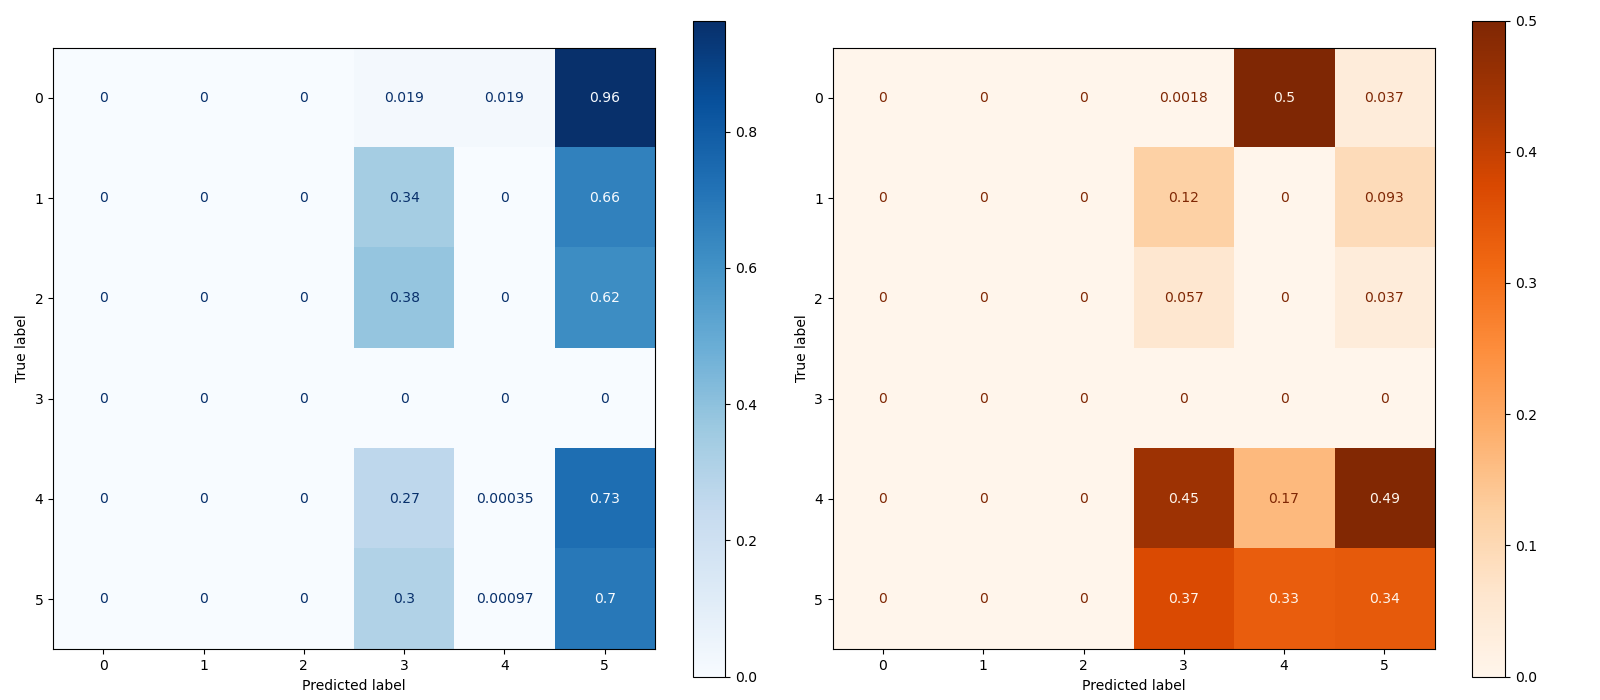 0 0 0 0 0.019 0.019 0.96
1 0 0 0 0.34 0 0.66
2 0 0 0 0.38 0 0.62
3 0 0 0 0 0 0
4 0 0 0 0.27 0.00035 0.73
5 0 0 0 0.3 0.00097 0.7
0 1 2 3 4 5
True label
Predicted label
0.8
0.6
0.4
0.2
0.0
0 0 0 0 0.0018 0.5 0.037
1 0 0 0 0.12 0 0.093
2 0 0 0 0.057 0 0.037
3 0 0 0 0 0 0
4 0 0 0 0.45 0.17 0.49
5 0 0 0 0.37 0.33 0.34
0 1 2 3 4 5
True label
Predicted label
0.5
0.4
0.3
0.2
0.1
0.0